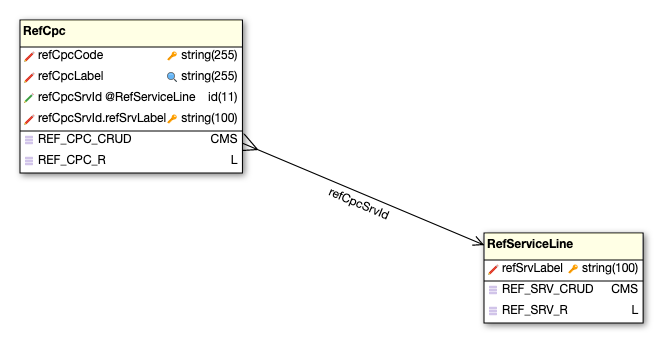 RefCpc
refCpcCode string(255)
refCpcLabel string(255)
refCpcSrvId @RefServiceLine id(11)
refCpcSrvId.refSrvLabel string(100)
REF_CPC_CRUD CMS
REF_CPC_R L
refCpcSrvId
RefServiceLine
refSrvLabel string(100)
REF_SRV_CRUD CMS
REF_SRV_R L